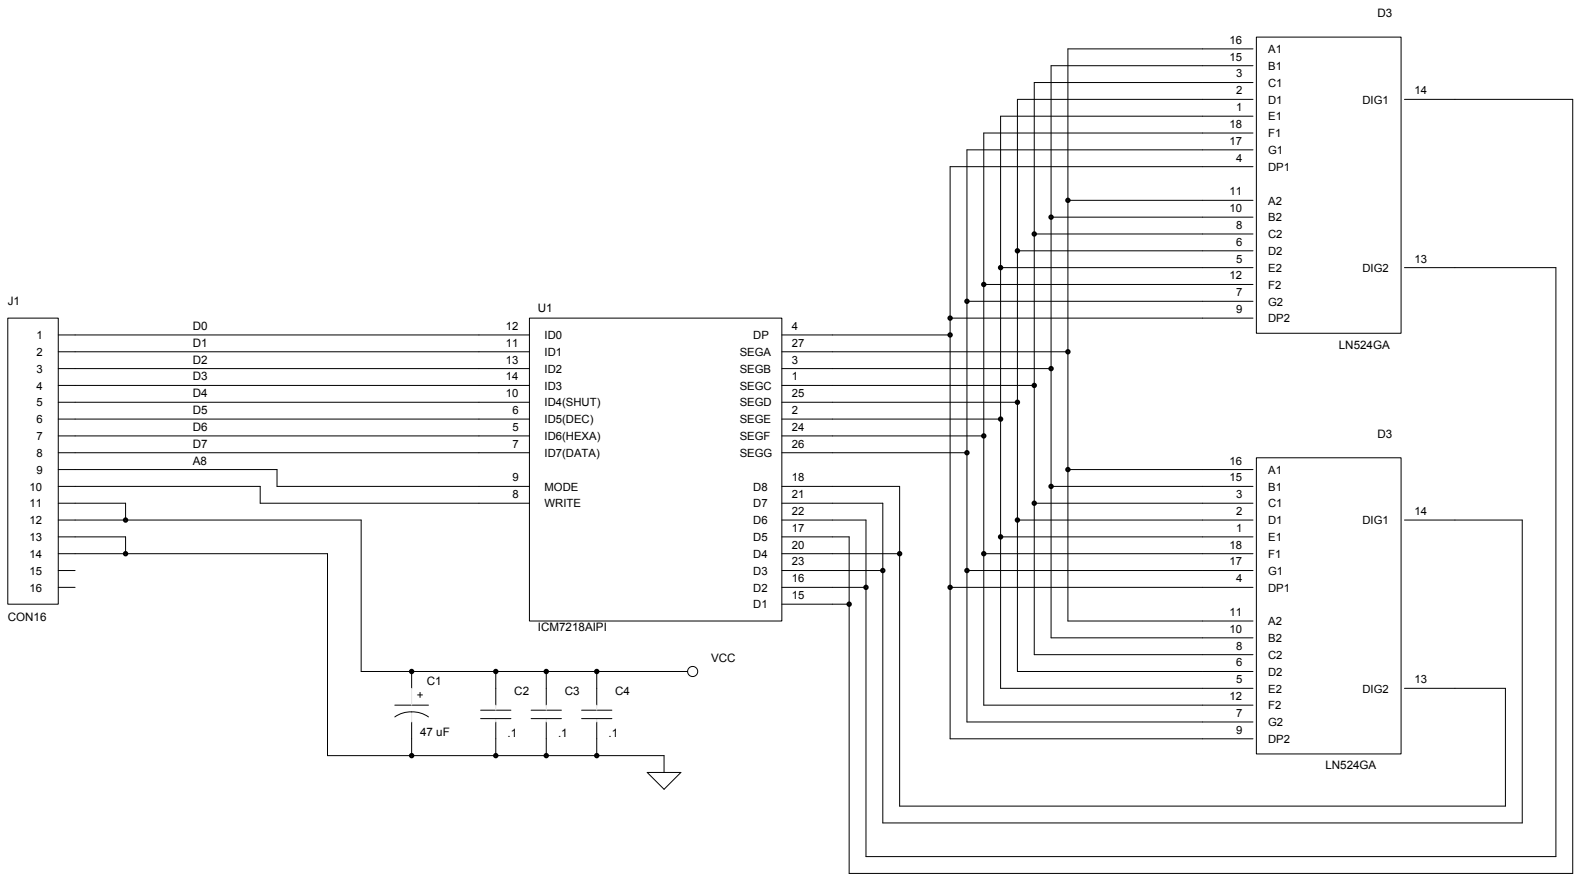 J1
1
2
3
4
5
6
7
8
9
10
11
12
13
14
15
16
CON16
D0
D1
D2
D3
D4
D5
D6
D7
A8
U1
12 ID0
11 ID1
13 ID2
14 ID3
10 ID4(SHUT)
6 ID5(DEC)
5 ID6(HEXA)
7 ID7(DATA)
9 MODE
8 WRITE
DP 4
SEGA 27
SEGB 3
SEGC 1
SEGD 25
SEGE 2
SEGF 24
SEGG 26
D8 18
D7 21
D6 22
D5 17
D4 20
D3 23
D2 16
D1 15
ICM7218AIPI
VCC
C1
+
47 uF
C2
.1
C3
.1
C4
.1
D3
16 A1
15 B1
3 C1
2 D1
1 E1
18 F1
17 G1
4 DP1
11 A2
10 B2
8 C2
6 D2
5 E2
12 F2
7 G2
9 DP2
DIG1 14
DIG2 13
LN524GA
D3
16 A1
15 B1
3 C1
2 D1
1 E1
18 F1
17 G1
4 DP1
11 A2
10 B2
8 C2
6 D2
5 E2
12 F2
7 G2
9 DP2
DIG1 14
DIG2 13
LN524GA